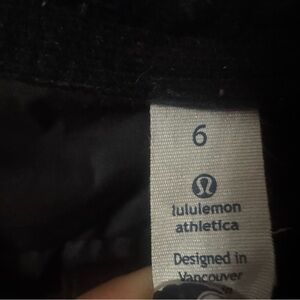 6
lululemon
athletica
Designed in
Vancouver